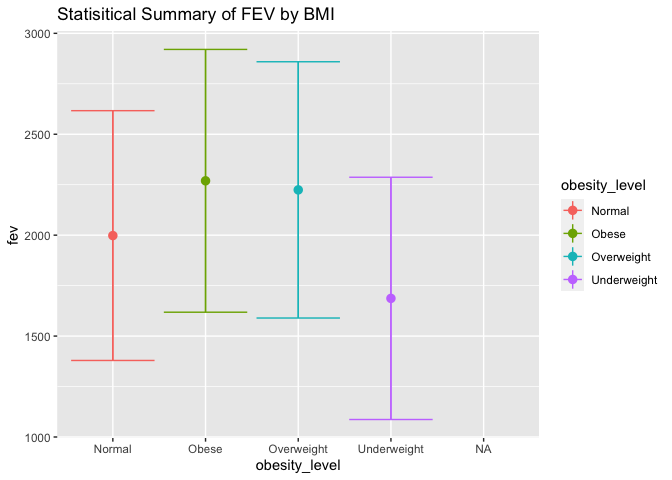 Statisitical Summary of FEV by BMI
3000
2500
2000
1500
1000
fev
Normal Obese Overweight Underweight NA
obesity_level
obesity_level
Normal
Obese
Overweight
Underweight